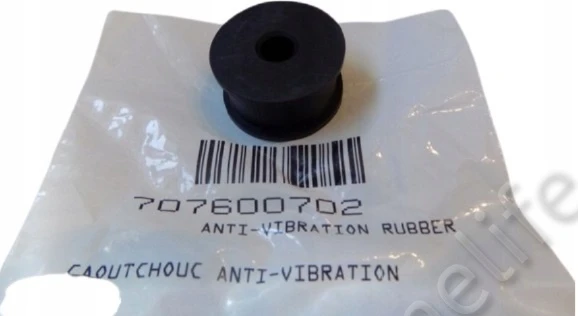 707600702
ANTI-VIBRATION RUBBER
CAOUTCHOUC ANTI-VIBRATION